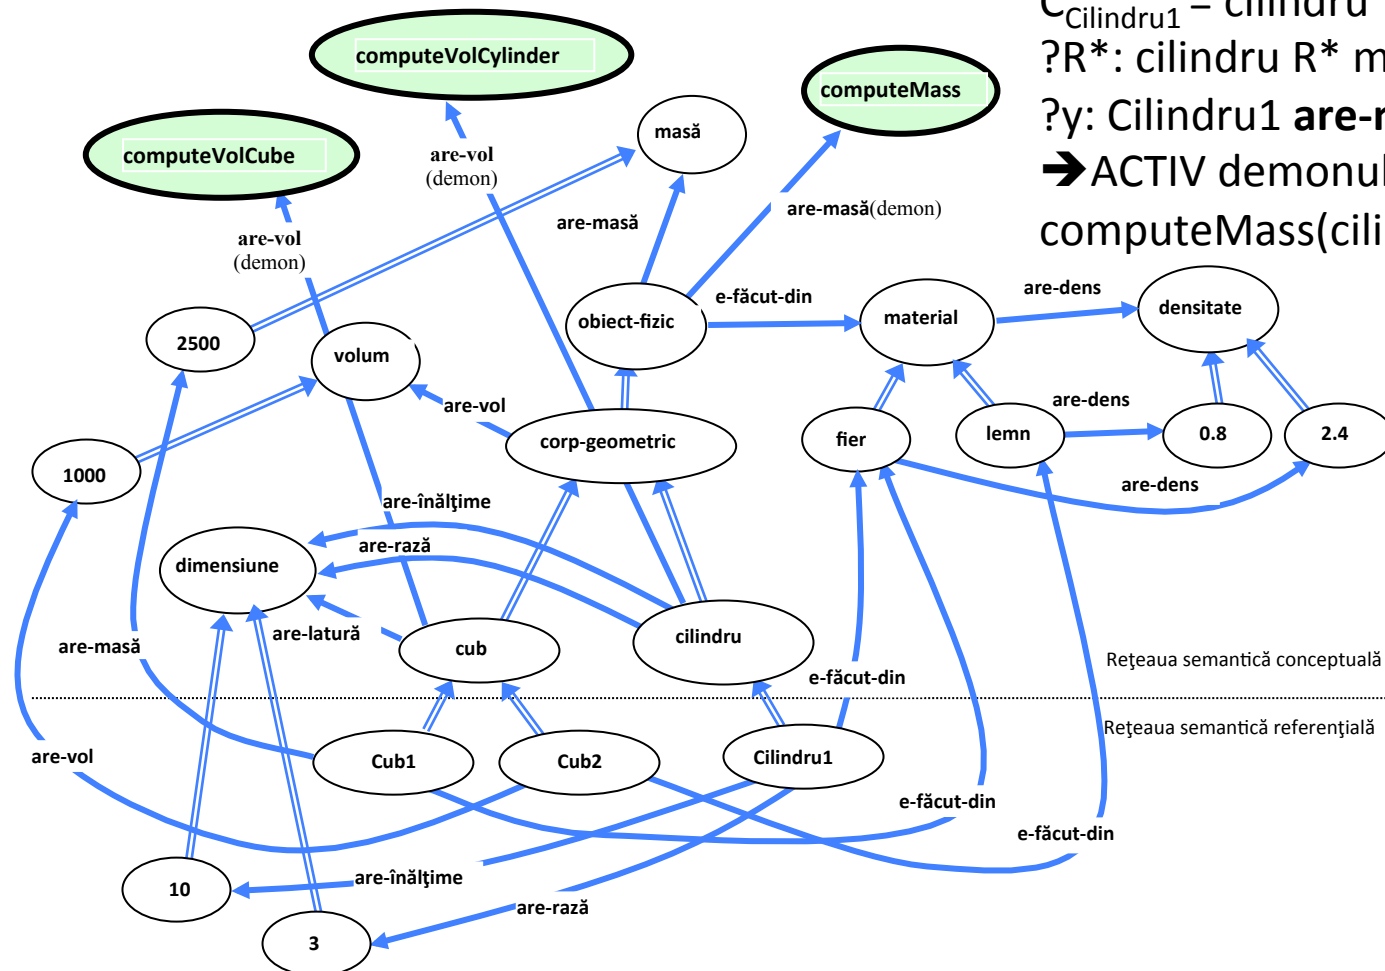 C_Cilindru1 = cilindru
?R*: cilindru R* m
?y: Cilindru1 are-
ACTIV demonul
computeMass(cili
computeVolCylinder
computeMass
computeVolCube
masă
are-vol
(demon)
are-masă(demon)
are-masă
are-vol
(demon)
e-făcut-din
are-dens
material
densitate
obiect-fizic
2500
volum
are-vol
are-dens
corp-geometric
fier
lemn
0.8
2.4
1000
are-dens
are-înălţime
are-rază
dimensiune
are-latură
cilindru
are-masă
cub
e-făcut-din
Reţeaua semantică conceptuală
Reţeaua semantică referenţială
are-vol
Cub1
Cub2
Cilindru1
e-făcut-din
e-făcut-din
10
are-înălţime
are-rază
3